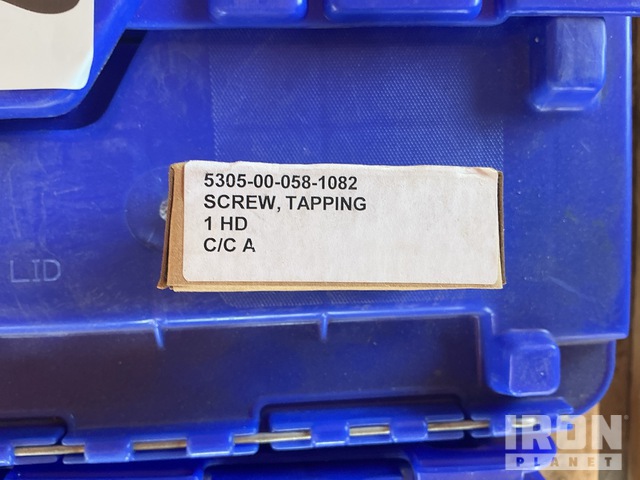 5305-00-058-1082
SCREW, TAPPING
1 HD
C/C A
LID
IRON
PLANET